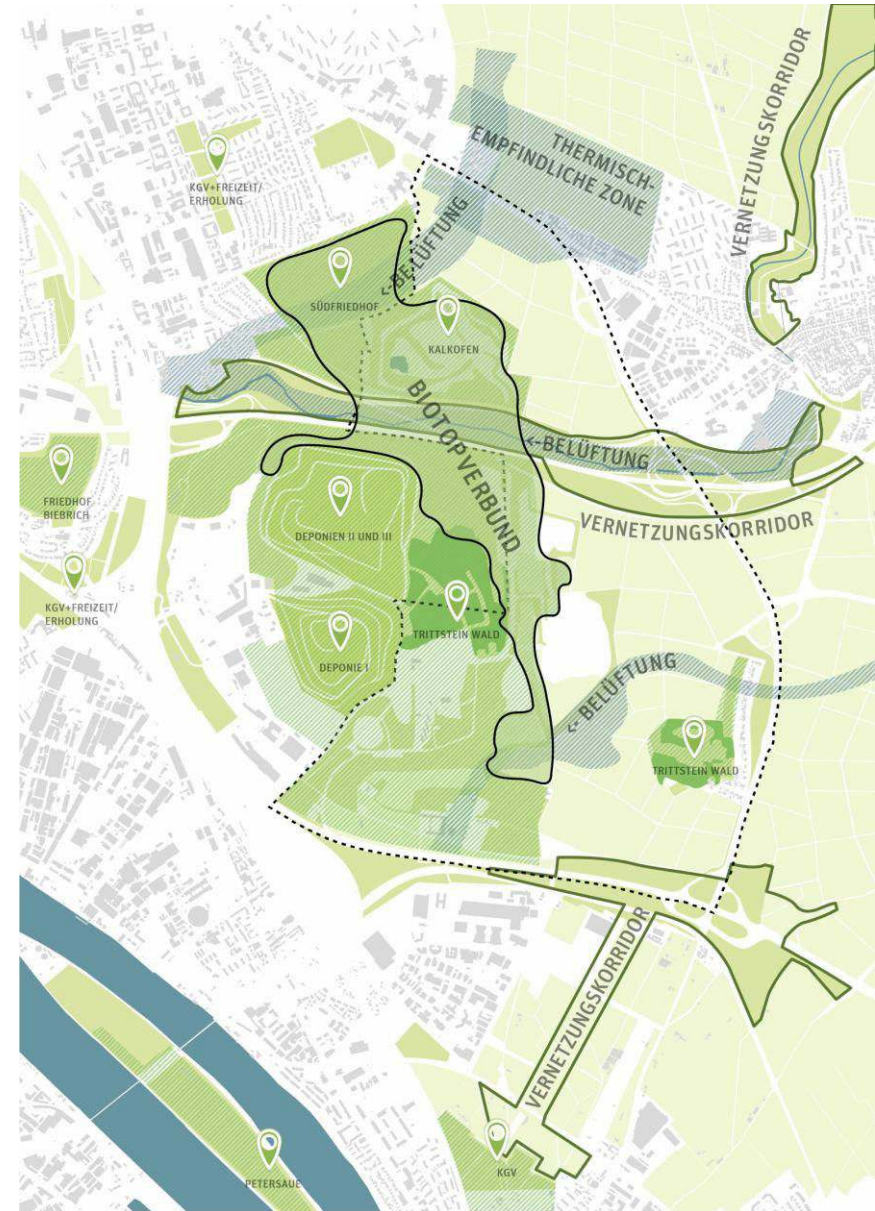 VERNETZUNGSKORRIDOR
THERMISCH-
EMPFINDLICHE ZONE
KGV+FREIZEIT/
ERHOLUNG
<-BELÜFTUNG
SÜDFRIEDHOF
KALKOFEN
BIOTOPVERBUND
<-BELÜFTUNG
FRIEDHOF
BIEBRICH
VERNETZUNGSKORRIDOR
DEPONIEN II UND III
KGV+FREIZEIT/
ERHOLUNG
TRITTSTEIN WALD
DEPONIE I
<-BELÜFTUNG
TRITTSTEIN WALD
VERNETZUNGSKORRIDOR
KGV
PETERSAUE